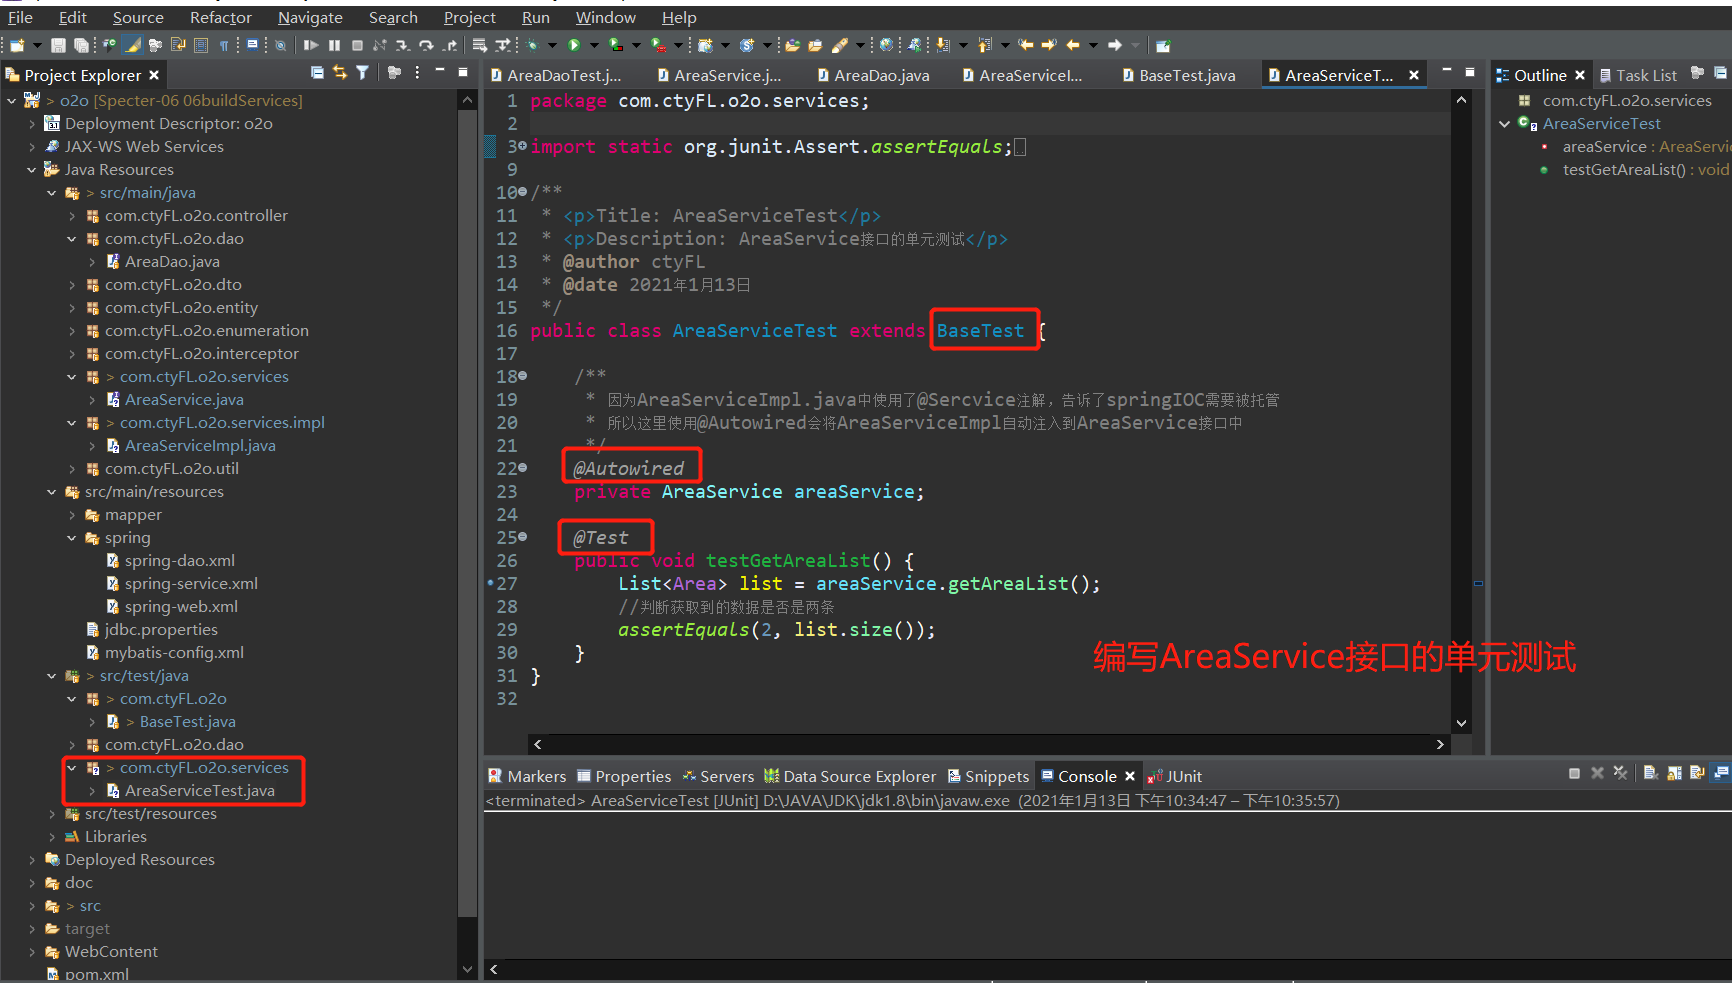 File Edit Source Refactor Navigate Search Project Run Window Help
Project Explorer
o2o [Specter-06 06buildServices]
Deployment Descriptor: o2o
JAX-WS Web Services
Java Resources
> src/main/java
com.ctyFL.o2o.controller
com.ctyFL.o2o.dao
AreaDao.java
com.ctyFL.o2o.dto
com.ctyFL.o2o.entity
com.ctyFL.o2o.enumeration
com.ctyFL.o2o.interceptor
> com.ctyFL.o2o.services
AreaService.java
> com.ctyFL.o2o.services.impl
AreaServiceImpl.java
com.ctyFL.o2o.util
src/main/resources
mapper
spring
spring-dao.xml
spring-service.xml
spring-web.xml
jdbc.properties
mybatis-config.xml
> src/test/java
> com.ctyFL.o2o
> BaseTest.java
com.ctyFL.o2o.dao
> com.ctyFL.o2o.services
AreaServiceTest.java
src/test/resources
Libraries
Deployed Resources
doc
> src
target
WebContent
pom.xml
AreaDaoTest.j... AreaService.j... AreaDao.java AreaServiceI... BaseTest.java AreaServiceT...
1 package com.ctyFL.o2o.services;
2
3 import static org.junit.Assert.assertEquals;
9
10 /**
11 * <p>Title: AreaServiceTest</p>
12 * <p>Description: AreaService接口的单元测试</p>
13 * @author ctyFL
14 * @date 2021年1月13日
15 */
16 public class AreaServiceTest extends BaseTest {
17
18 /**
19 * 因为AreaServiceImpl.java中使用了@Sercvice注解，告诉了springIOC需要被托管
20 * 所以这里使用@Autowired会将AreaServiceImpl自动注入到AreaService接口中
21 */
22 @Autowired
23 private AreaService areaService;
24
25 @Test
26 public void testGetAreaList() {
27 List<Area> list = areaService.getAreaList();
28 //判断获取到的数据是否是两条
29 assertEquals(2, list.size());
30 }
31 }
32
编写AreaService接口的单元测试
Outline Task List
com.ctyFL.o2o.services
AreaServiceTest
areaService : AreaServic
testGetAreaList() : void
Markers Properties Servers Data Source Explorer Snippets Console JUnit
<terminated> AreaServiceTest [JUnit] D:\JAVA\JDK\jdk1.8\bin\javaw.exe (2021年1月13日 下午10:34:47 – 下午10:35:57)